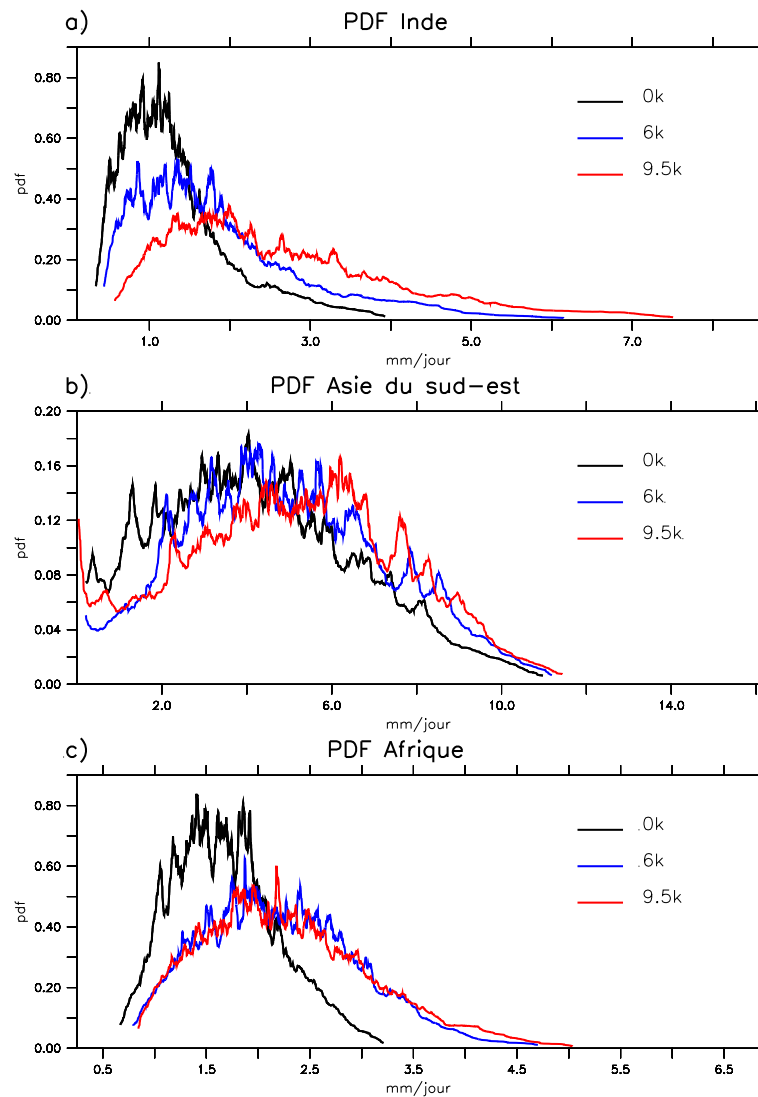 a) PDF Inde
0.80
0.60
0.40
0.20
0.00
pdf
0k
6k
9.5k
1.0 3.0 5.0 7.0
mm/jour
b) PDF Asie du sud-est
0.20
0.16
0.12
0.08
0.04
0.00
pdf
0k
6k
9.5k
2.0 6.0 10.0 14.0
mm/jour
c) PDF Afrique
0.80
0.60
0.40
0.20
0.00
pdf
.0k
.6k
9.5k
0.5 1.5 2.5 3.5 4.5 5.5 6.5
mm/jour